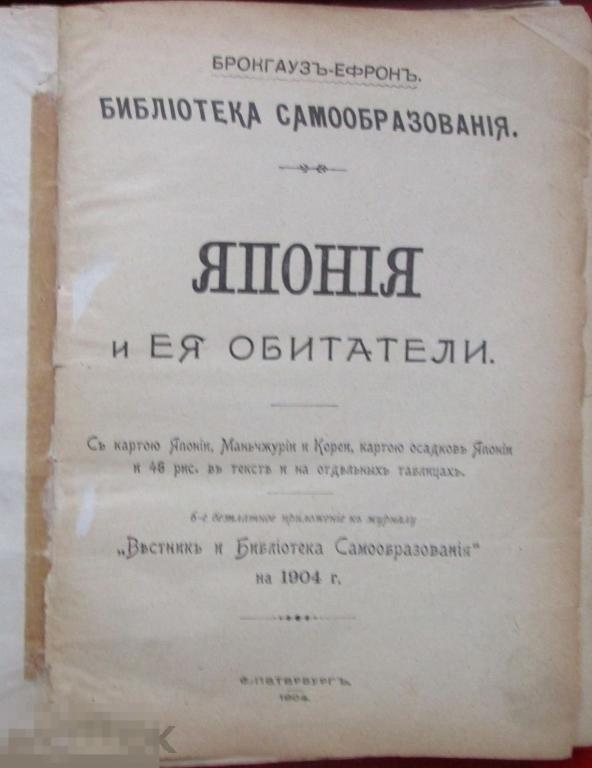 БРОКГАУЗЪ-ЕФРОНЪ.
БИБЛІОТЕКА САМООБРАЗОВАНІЯ.
ЯПОНІЯ
и ЕЯ ОБИТАТЕЛИ.
Съ картою Японіи, Маньчжуріи и Кореи, картою осадковъ Японіи
и 46 рис. въ текстѣ и на отдѣльныхъ таблицахъ.
6-е безплатное приложеніе къ журналу
„Вѣстникъ и Библіотека Самообразованія“
на 1904 г.
С.-ПЕТЕРБУРГЪ.
1904.